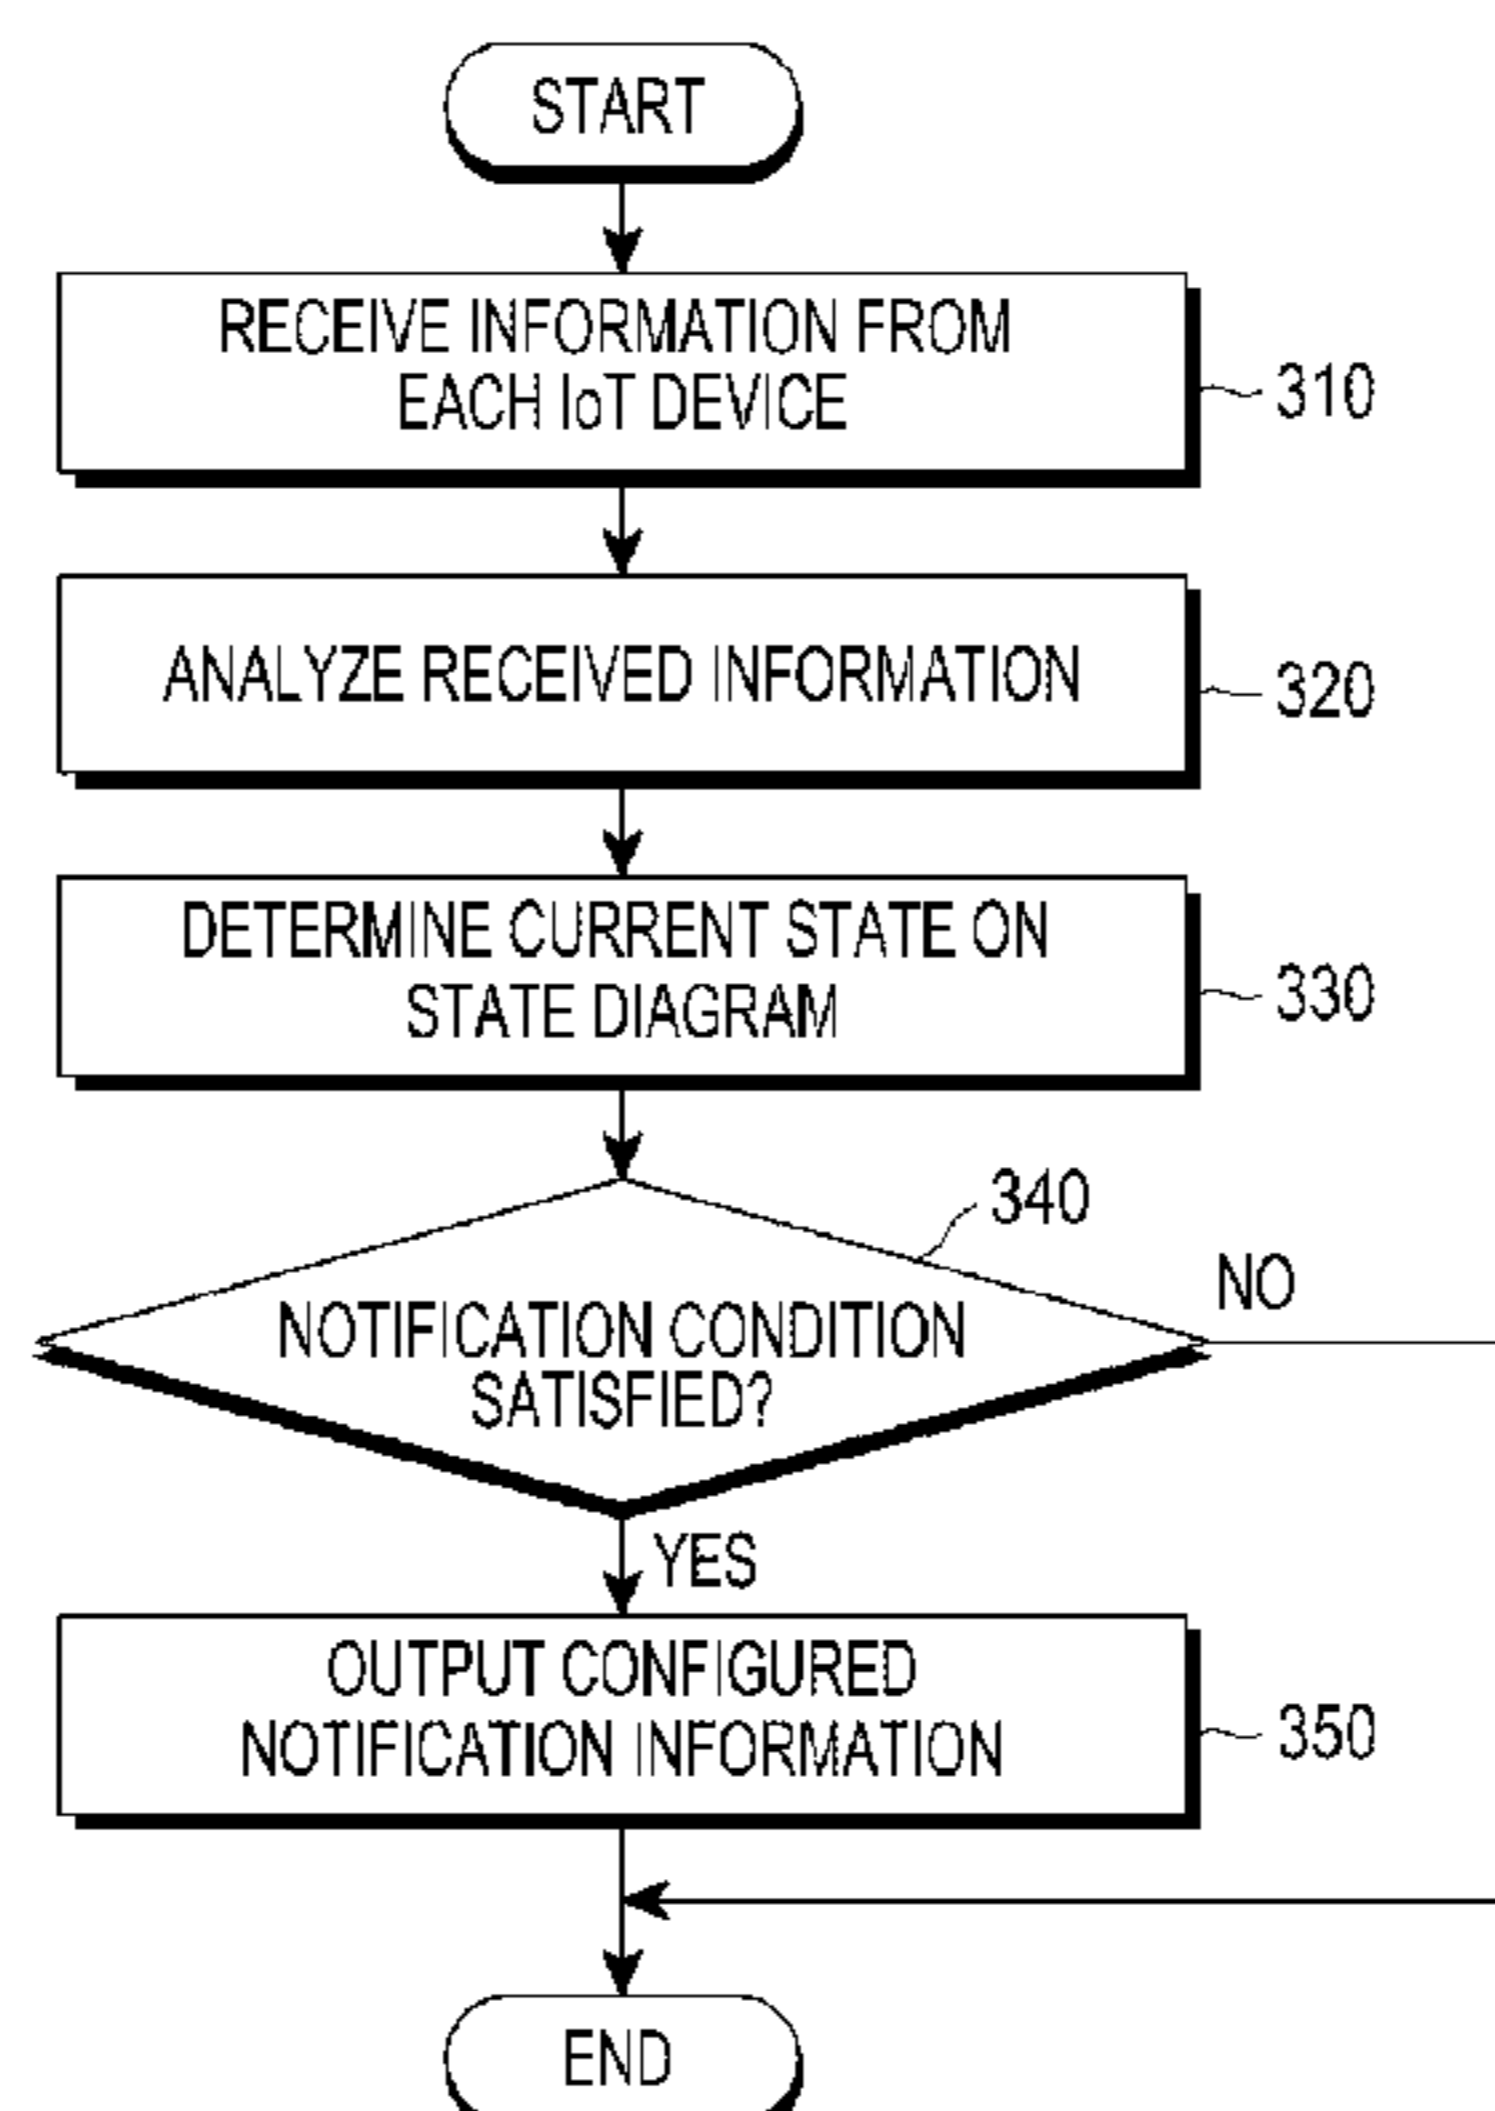 START
RECEIVE INFORMATION FROM
EACH IoT DEVICE
310
ANALYZE RECEIVED INFORMATION
320
DETERMINE CURRENT STATE ON
STATE DIAGRAM
330
340
NO
NOTIFICATION CONDITION
SATISFIED?
YES
OUTPUT CONFIGURED
NOTIFICATION INFORMATION
350
END